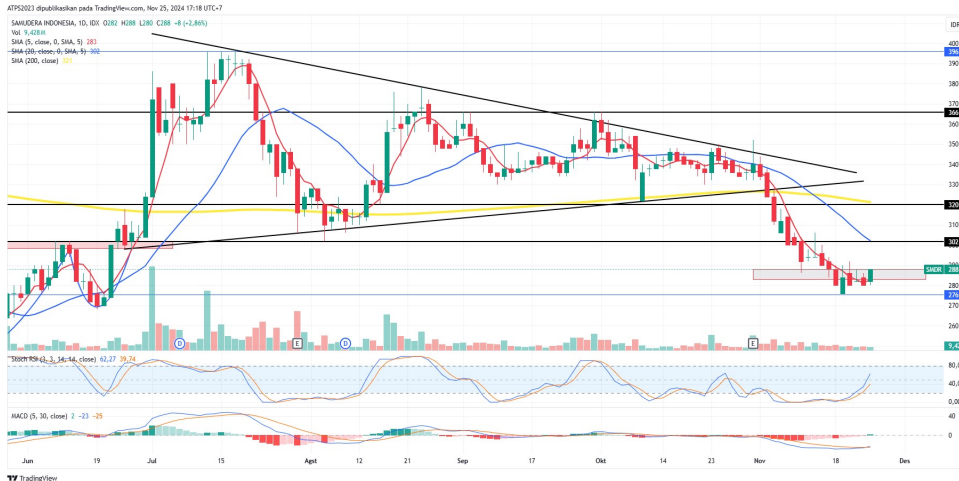 ATPS2023 dipublikasikan pada TradingView.com, Nov 25, 2024 17:18 UTC+7
SAMUDERA INDONESIA, 1D, IDX O282 H288 L280 C288 +8 (+2,86%)
Vol 9,428M
SMA (5, close, 0, SMA, 5) 283
SMA (20, close, 0, SMA, 5) 302
SMA (200, close) 321
IDR
400
396
390
380
370
366
360
350
340
330
320
310
302
290
SMDR 288
280
276
270
260
9,42
D
E
D
E
Stoch RSI (3, 3, 14, 14, close) 62,27 39,74
80,0
40,0
0,00
MACD (5, 30, close) 2 −23 −25
40
0
Jun 19 Jul 15 Agst 12 21 Sep 17 Okt 14 23 Nov 18 Des
TradingView